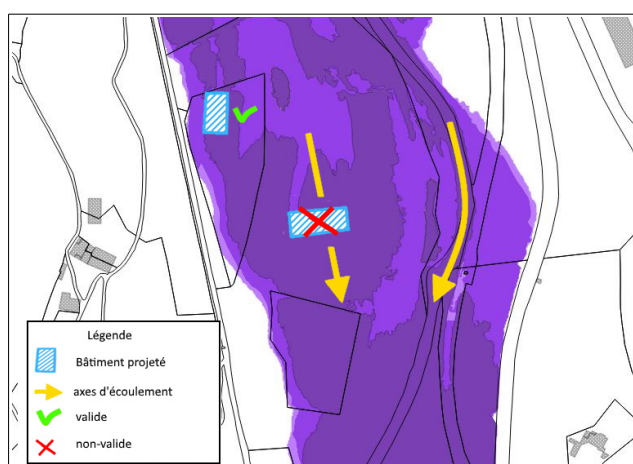 Légende
Bâtiment projeté
axes d'écoulement
valide
non-valide